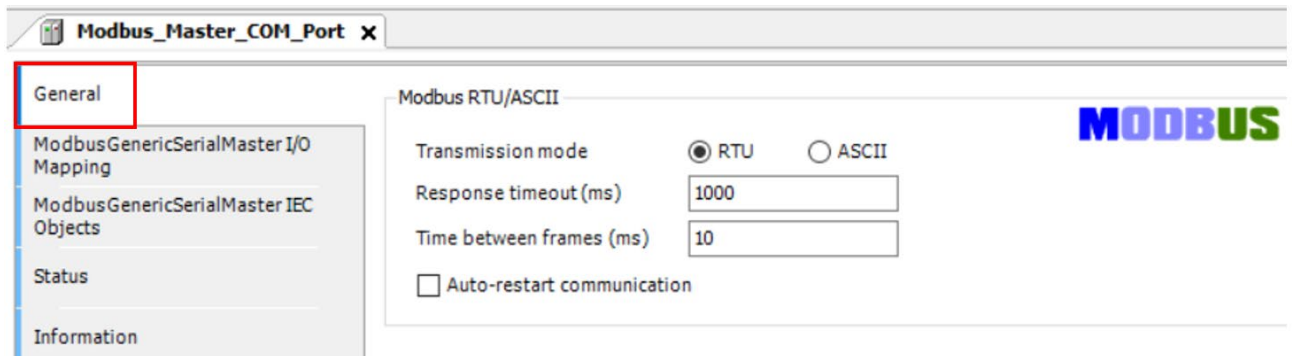 Modbus_Master_COM_Port X
General
ModbusGenericSerialMaster I/O
Mapping
ModbusGenericSerialMaster IEC
Objects
Status
Information
Modbus RTU/ASCII
MODBUS
Transmission mode RTU ASCII
Response timeout (ms) 1000
Time between frames (ms) 10
Auto-restart communication